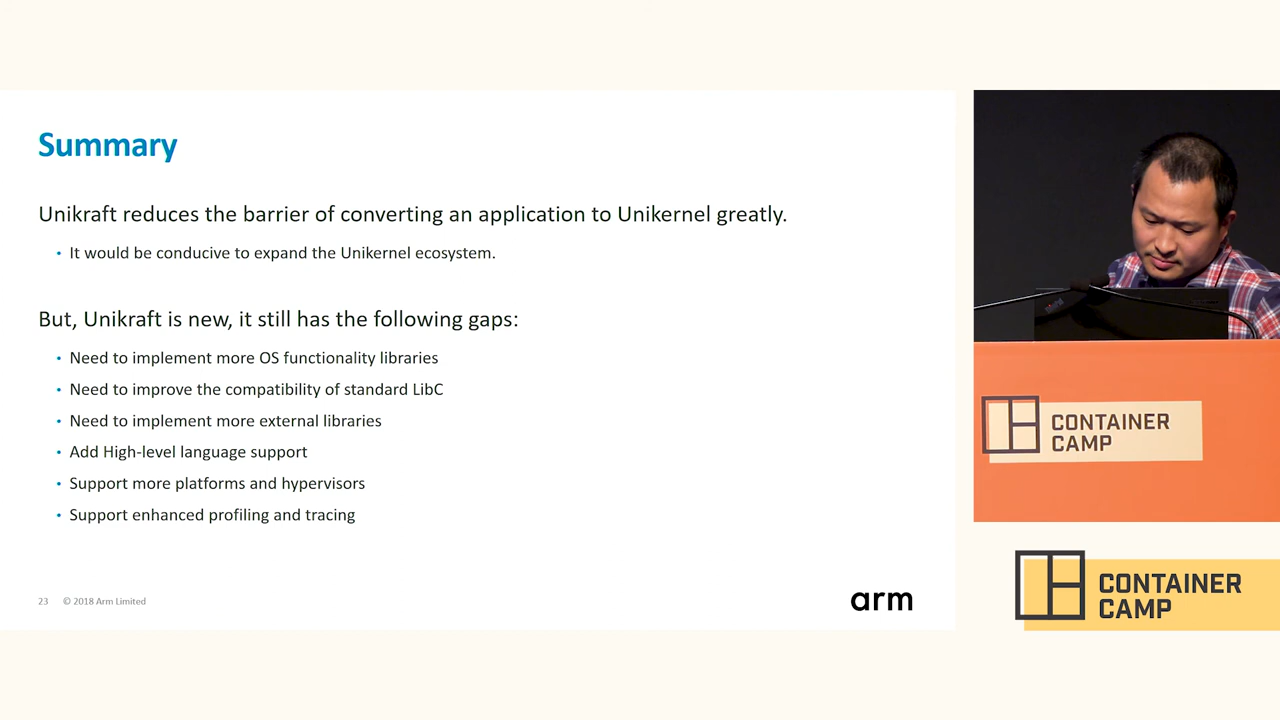 Summary
Unikraft reduces the barrier of converting an application to Unikernel greatly.
• It would be conducive to expand the Unikernel ecosystem.
But, Unikraft is new, it still has the following gaps:
• Need to implement more OS functionality libraries
• Need to improve the compatibility of standard LibC
• Need to implement more external libraries
• Add High-level language support
• Support more platforms and hypervisors
• Support enhanced profiling and tracing
23 © 2018 Arm Limited
arm
CONTAINER
CAMP
CONTAINER
CAMP